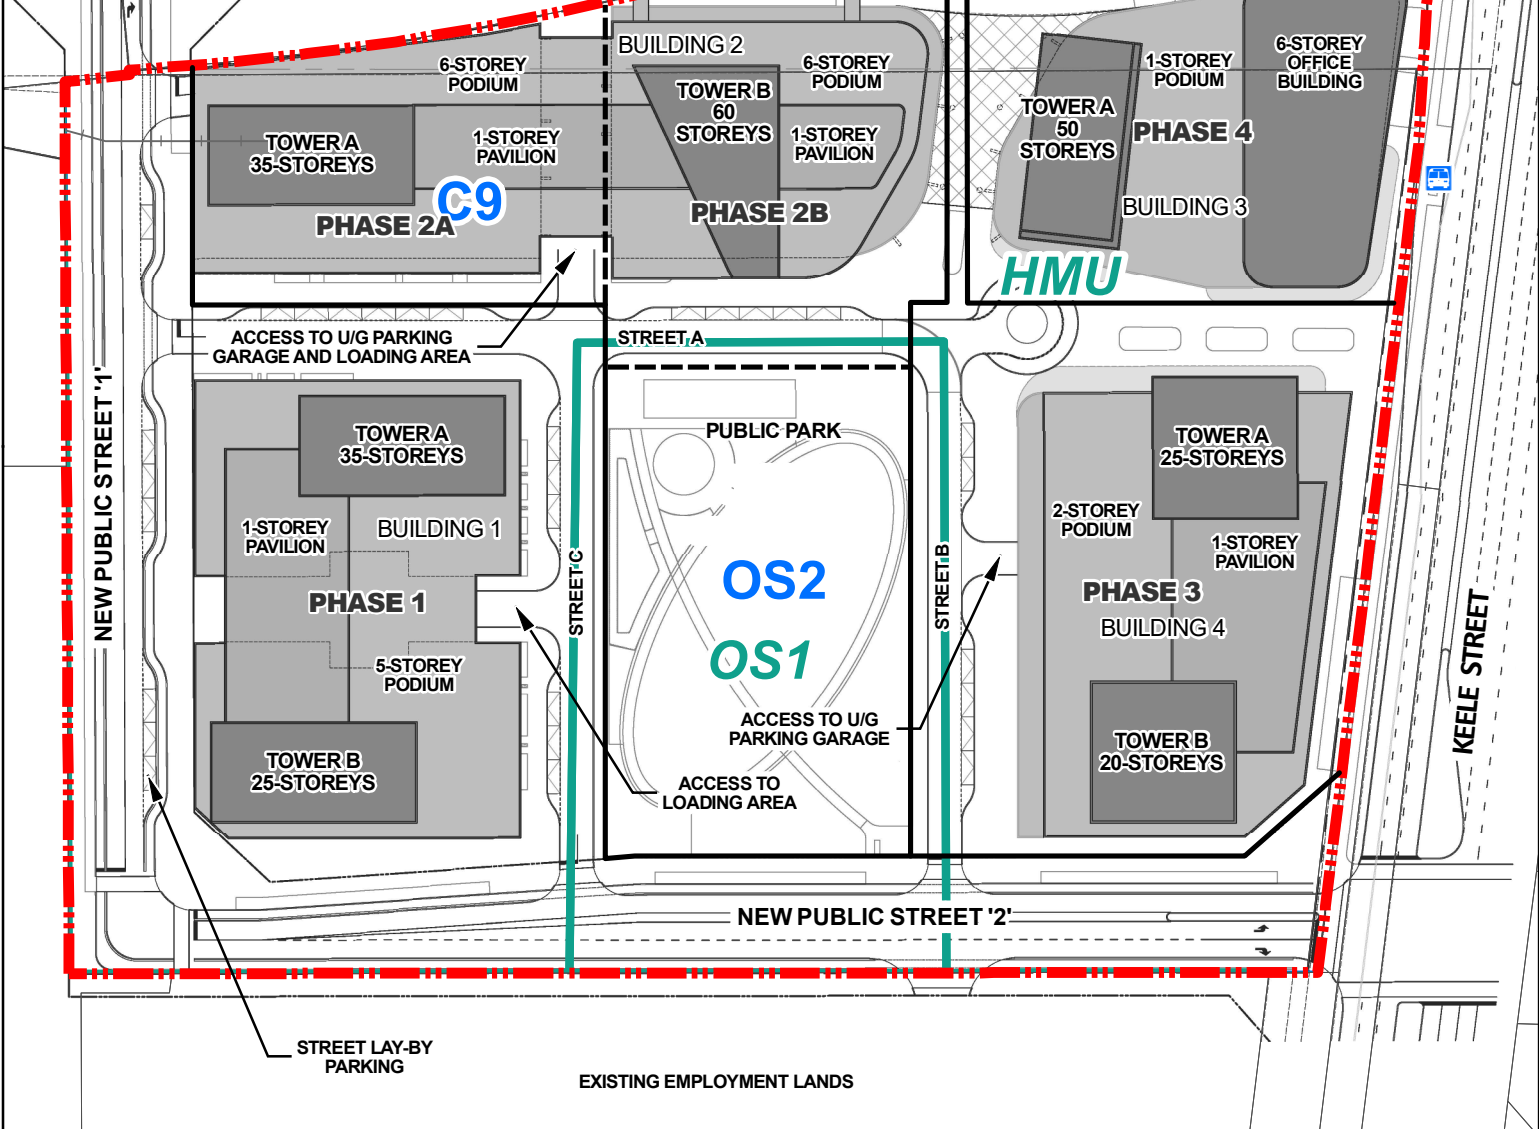 BUILDING 2
6-STOREY
PODIUM
6-STOREY
PODIUM
1-STOREY
PODIUM
6-STOREY
OFFICE
BUILDING
TOWER A
35-STOREYS
1-STOREY
PAVILION
TOWER B
60
STOREYS
1-STOREY
PAVILION
TOWER A
50
STOREYS
PHASE 4
C9
PHASE 2A
PHASE 2B
BUILDING 3
HMU
ACCESS TO U/G PARKING
GARAGE AND LOADING AREA
STREET A
NEW PUBLIC STREET '1'
TOWER A
35-STOREYS
PUBLIC PARK
TOWER A
25-STOREYS
1-STOREY
PAVILION
BUILDING 1
2-STOREY
PODIUM
1-STOREY
PAVILION
STREET C
OS2
STREET B
PHASE 1
PHASE 3
BUILDING 4
KEELE STREET
5-STOREY
PODIUM
OS1
ACCESS TO U/G
PARKING GARAGE
TOWER B
25-STOREYS
TOWER B
20-STOREYS
ACCESS TO
LOADING AREA
NEW PUBLIC STREET '2'
STREET LAY-BY
PARKING
EXISTING EMPLOYMENT LANDS